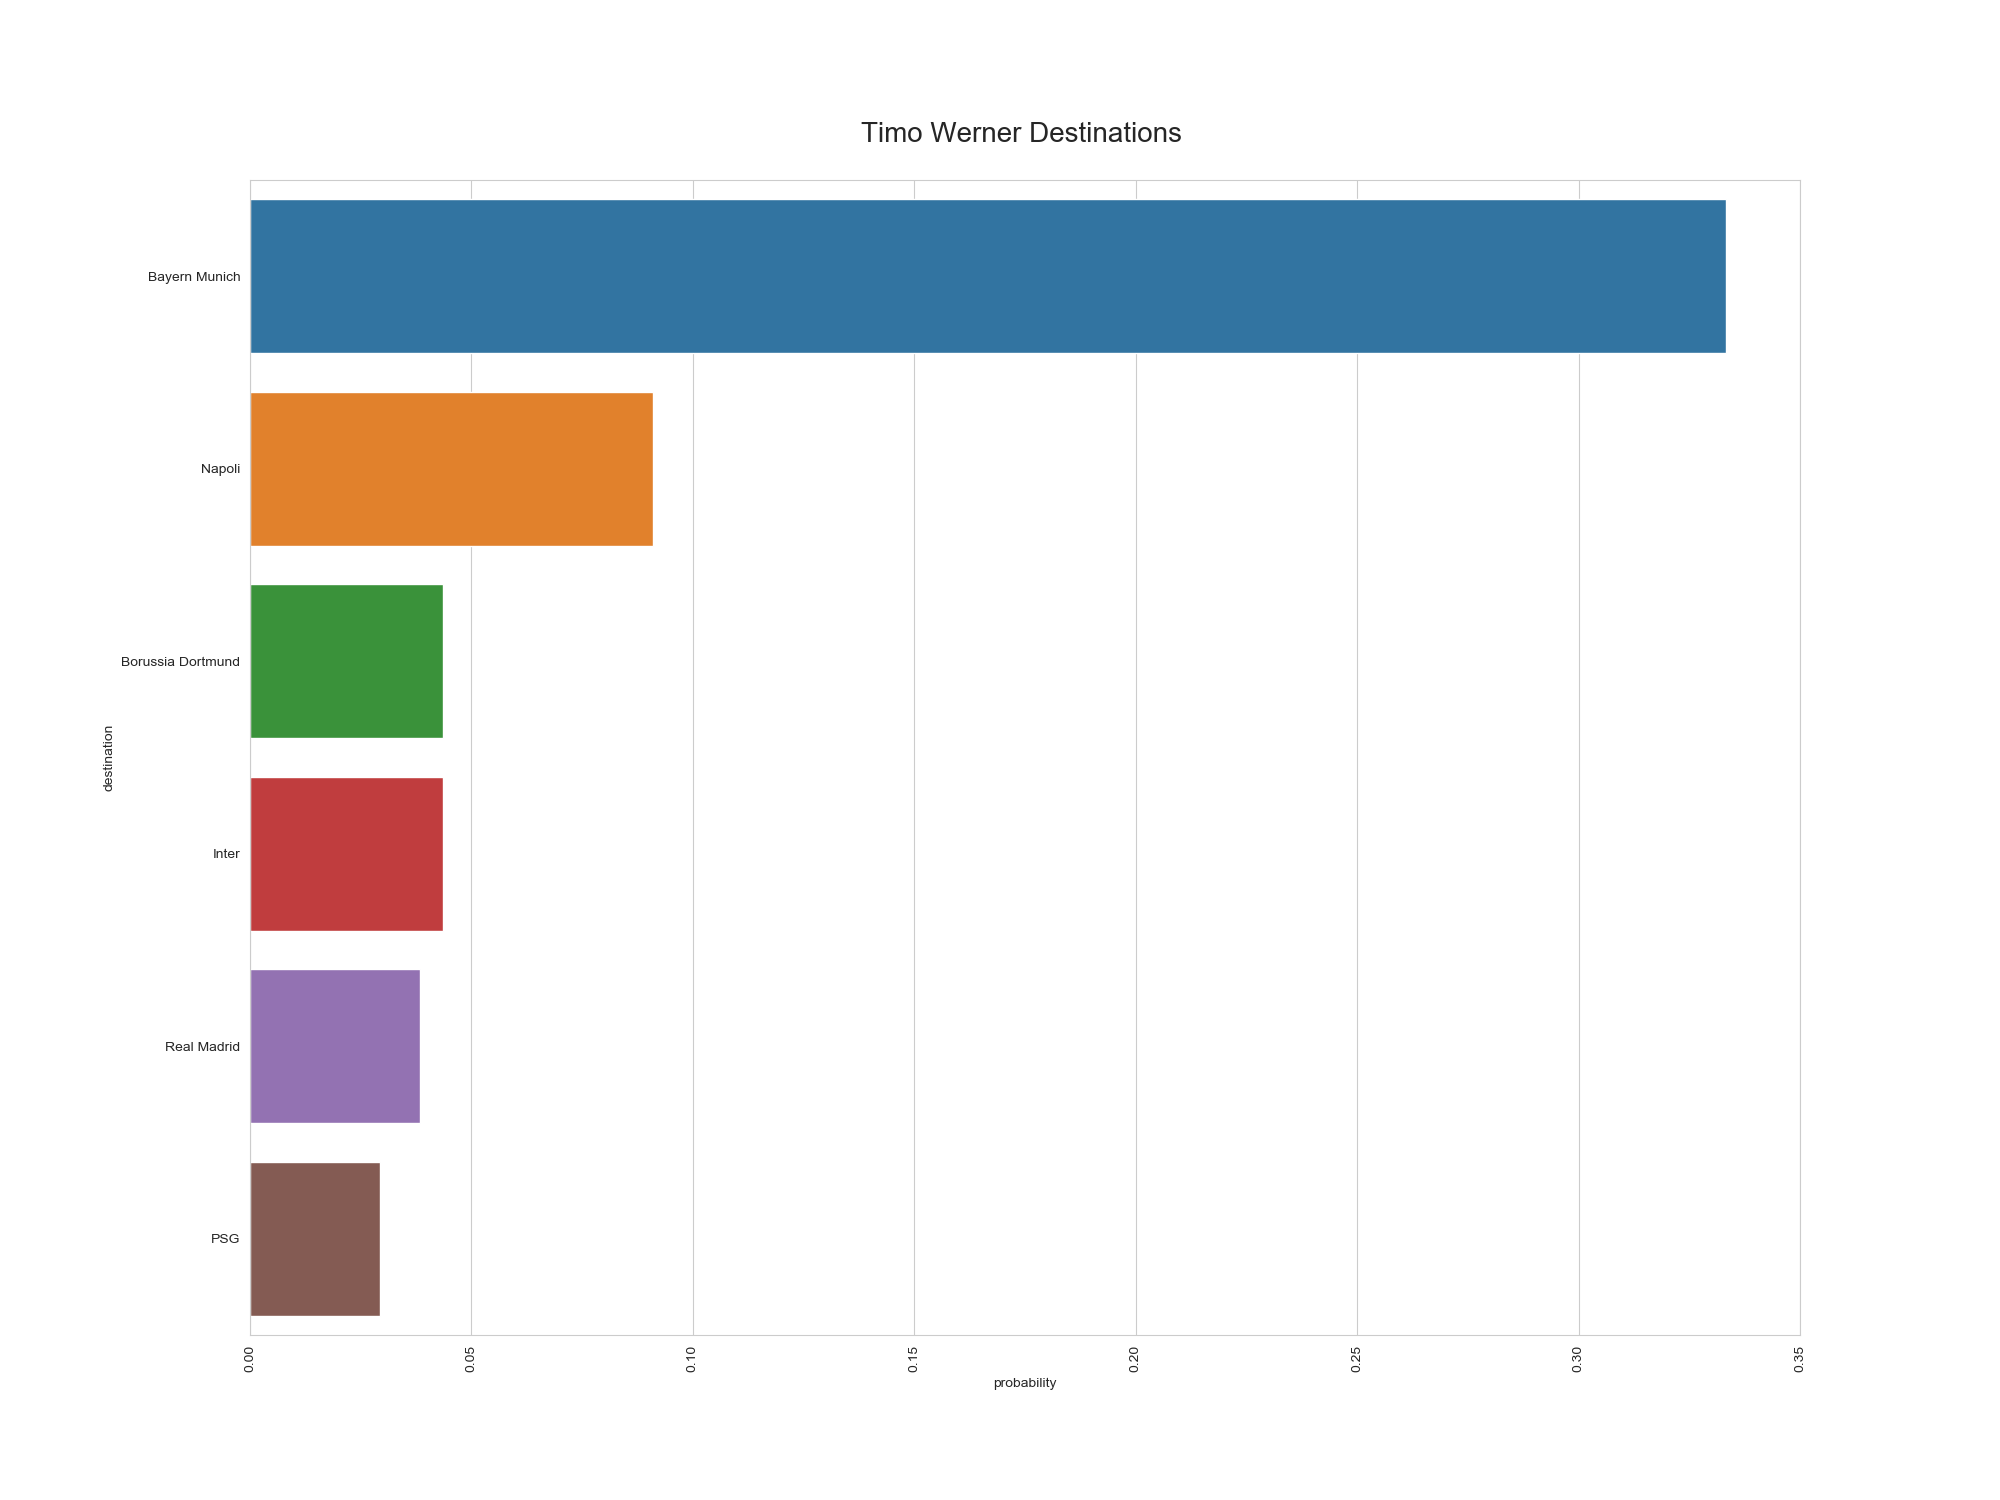 Timo Werner Destinations
Bayern Munich
Napoli
Borussia Dortmund
Inter
Real Madrid
PSG
destination
0.00
0.05
0.10
0.15
0.20
0.25
0.30
0.35
probability